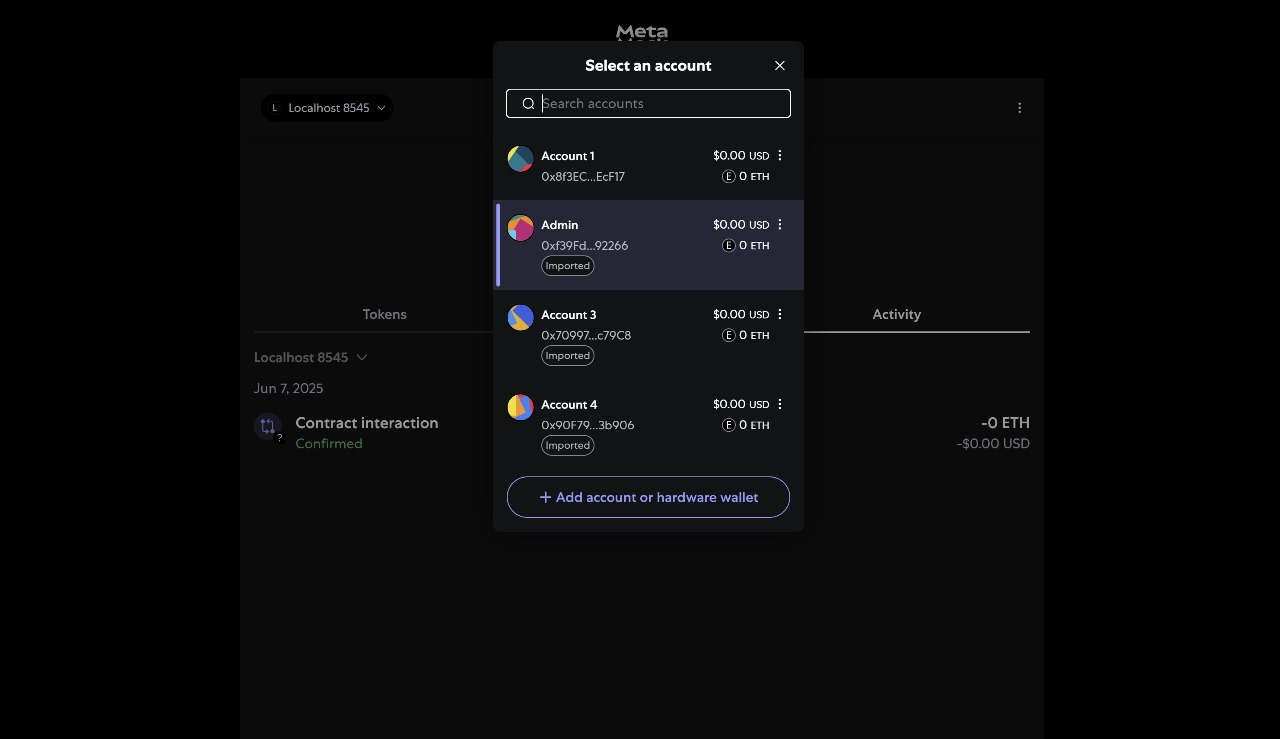 Meta
Select an account
L Localhost 8545
Search accounts
Account 1 $0.00 USD
0x8f3EC...EcF17 E 0 ETH
Admin $0.00 USD
0xf39Fd...92266 E 0 ETH
Imported
Account 3 $0.00 USD
0x70997...c79C8 E 0 ETH
Imported
Tokens Activity
Localhost 8545
Jun 7, 2025
Account 4 $0.00 USD
0x90F79...3b906 E 0 ETH
Imported
Contract interaction -0 ETH
? Confirmed -$0.00 USD
+ Add account or hardware wallet